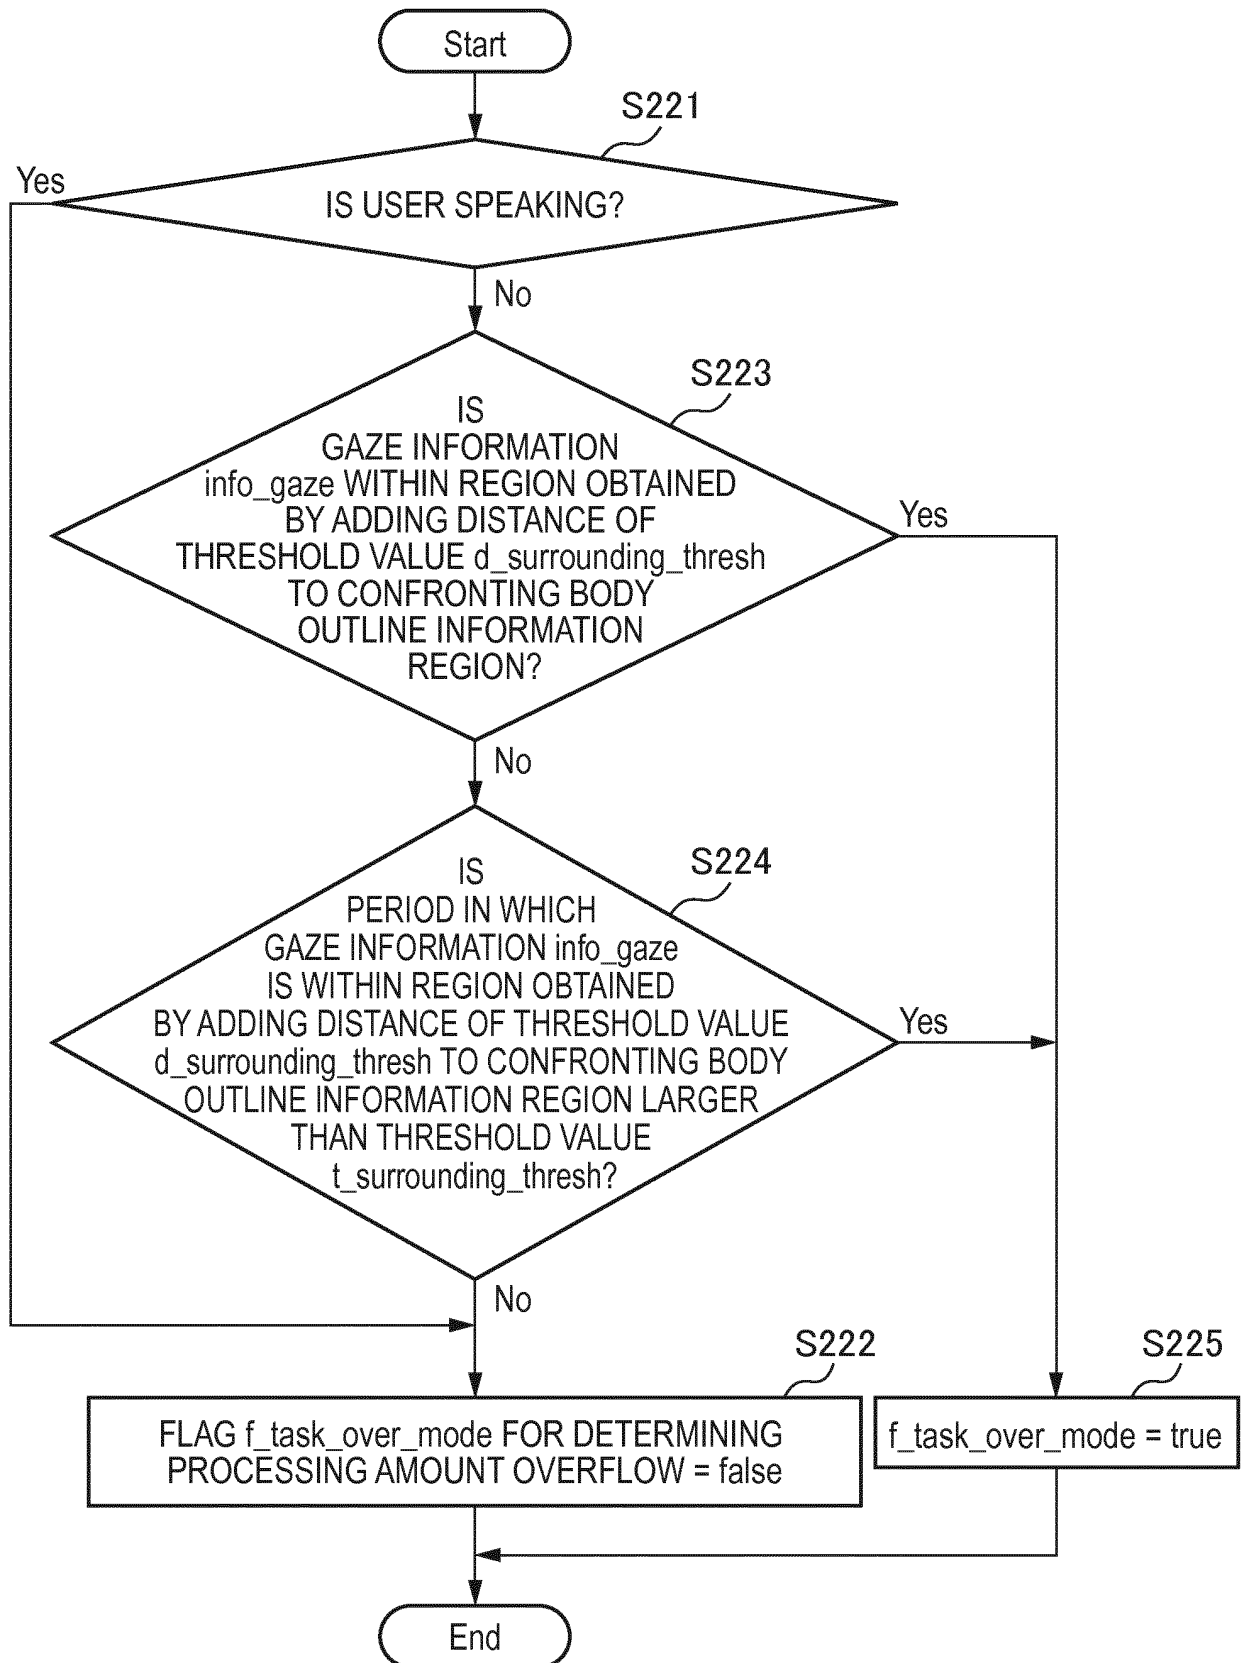 Start
S221
Yes
IS USER SPEAKING?
No
S223
IS
GAZE INFORMATION
info_gaze WITHIN REGION OBTAINED
BY ADDING DISTANCE OF
THRESHOLD VALUE d_surrounding_thresh
TO CONFRONTING BODY
OUTLINE INFORMATION
REGION?
Yes
No
S224
IS
PERIOD IN WHICH
GAZE INFORMATION info_gaze
IS WITHIN REGION OBTAINED
BY ADDING DISTANCE OF THRESHOLD VALUE
d_surrounding_thresh TO CONFRONTING BODY
OUTLINE INFORMATION REGION LARGER
THAN THRESHOLD VALUE
t_surrounding_thresh?
Yes
No
S222
FLAG f_task_over_mode FOR DETERMINING
PROCESSING AMOUNT OVERFLOW = false
S225
f_task_over_mode = true
End